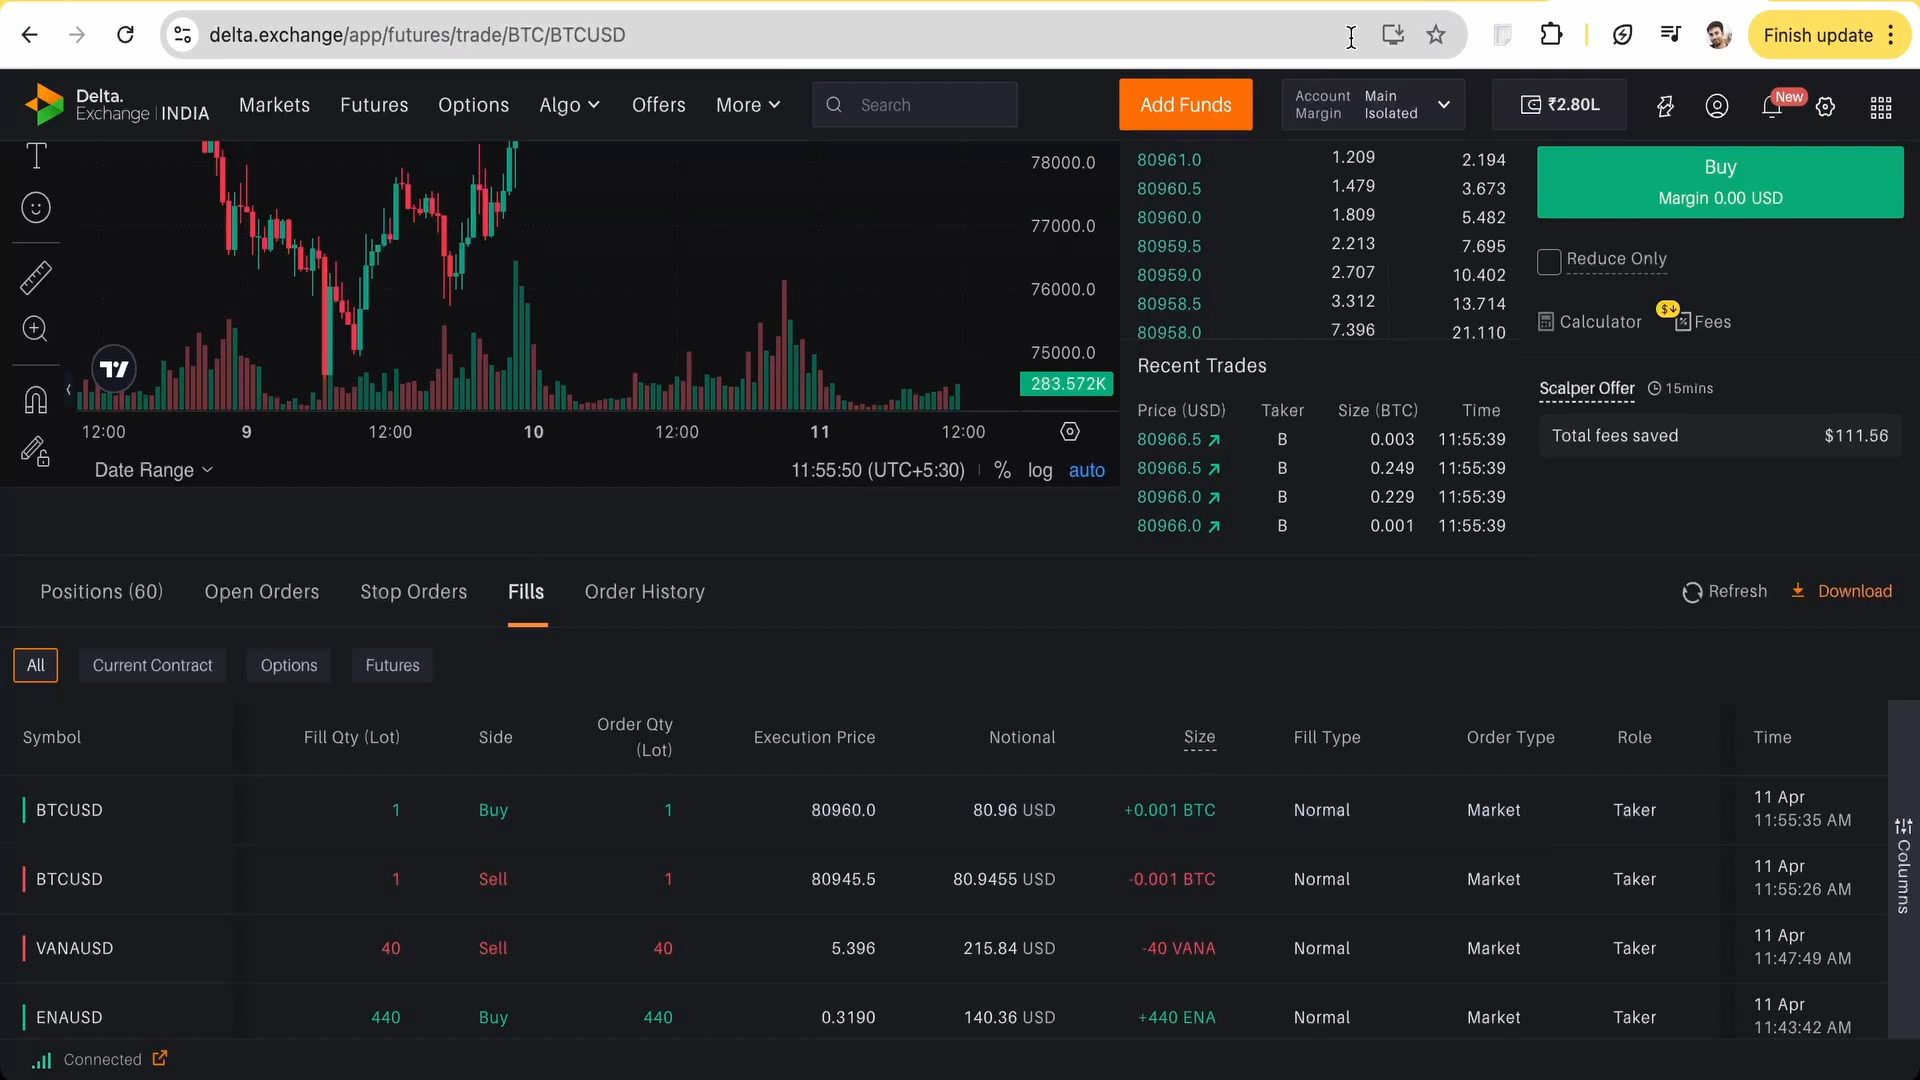 delta.exchange/app/futures/trade/BTC/BTCUSD
Finish update
Delta.
Exchange | INDIA
Markets
Futures
Options
Algo
Offers
More
Search
Add Funds
Account Main
Margin Isolated
₹2.80L
New
78000.0
77000.0
76000.0
75000.0
283.572K
12:00 9 12:00 10 12:00 11 12:00
Date Range
11:55:50 (UTC+5:30) % log auto
80961.0 1.209 2.194
80960.5 1.479 3.673
80960.0 1.809 5.482
80959.5 2.213 7.695
80959.0 2.707 10.402
80958.5 3.312 13.714
80958.0 7.396 21.110
Recent Trades
Price (USD) Taker Size (BTC) Time
80966.5 B 0.003 11:55:39
80966.5 B 0.249 11:55:39
80966.0 B 0.229 11:55:39
80966.0 B 0.001 11:55:39
Buy
Margin 0.00 USD
Reduce Only
Calculator
$
% Fees
Scalper Offer 15mins
Total fees saved $111.56
Positions (60) Open Orders Stop Orders Fills Order History
Refresh Download
All Current Contract Options Futures
Symbol Fill Qty (Lot) Side Order Qty (Lot) Execution Price Notional Size Fill Type Order Type Role Time
BTCUSD 1 Buy 1 80960.0 80.96 USD +0.001 BTC Normal Market Taker 11 Apr 11:55:35 AM
BTCUSD 1 Sell 1 80945.5 80.9455 USD -0.001 BTC Normal Market Taker 11 Apr 11:55:26 AM
VANAUSD 40 Sell 40 5.396 215.84 USD -40 VANA Normal Market Taker 11 Apr 11:47:49 AM
ENAUSD 440 Buy 440 0.3190 140.36 USD +440 ENA Normal Market Taker 11 Apr 11:43:42 AM
Columns
Connected